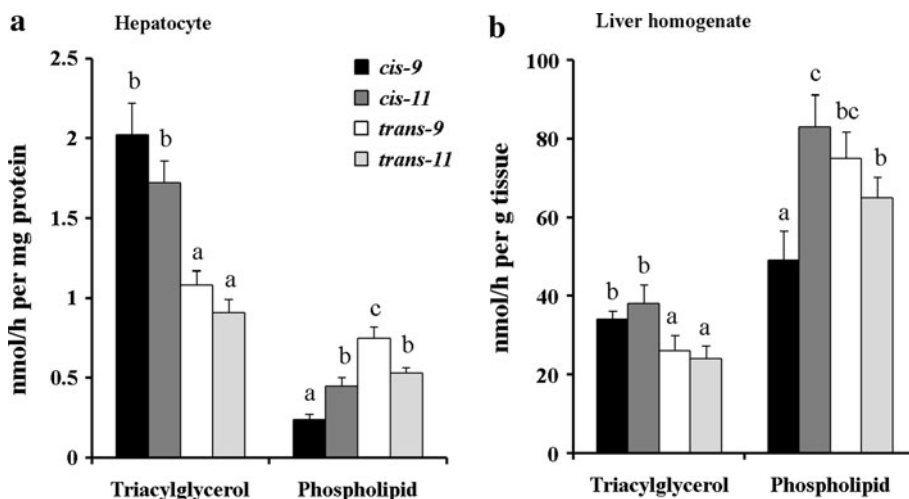 a Hepatocyte
2.5
2
1.5
1
0.5
0
nmol/h per mg protein
b
b
a
a
a
b
c
b
cis-9
cis-11
trans-9
trans-11
Triacylglycerol Phospholipid
b Liver homogenate
100
80
60
40
20
0
nmol/h per g tissue
b
b
a
a
a
c
bc
b
Triacylglycerol Phospholipid